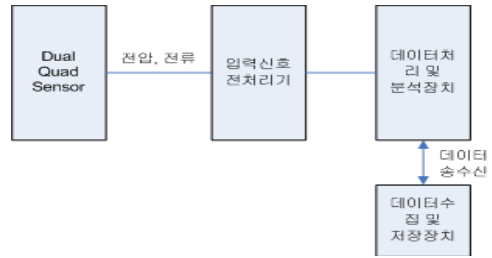 Dual
Quad
Sensor
전압, 전류
입력신호
전처리기
데이터처
리 및
분석장치
데이터
송수신
데이터수
집 및
저장장치